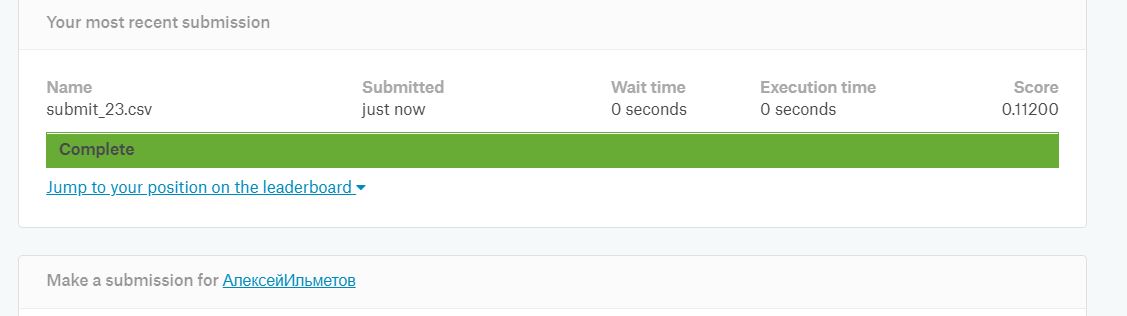 Your most recent submission
Name Submitted Wait time Execution time Score
submit_23.csv just now 0 seconds 0 seconds 0.11200
Complete
Jump to your position on the leaderboard
Make a submission for АлексейИльметов